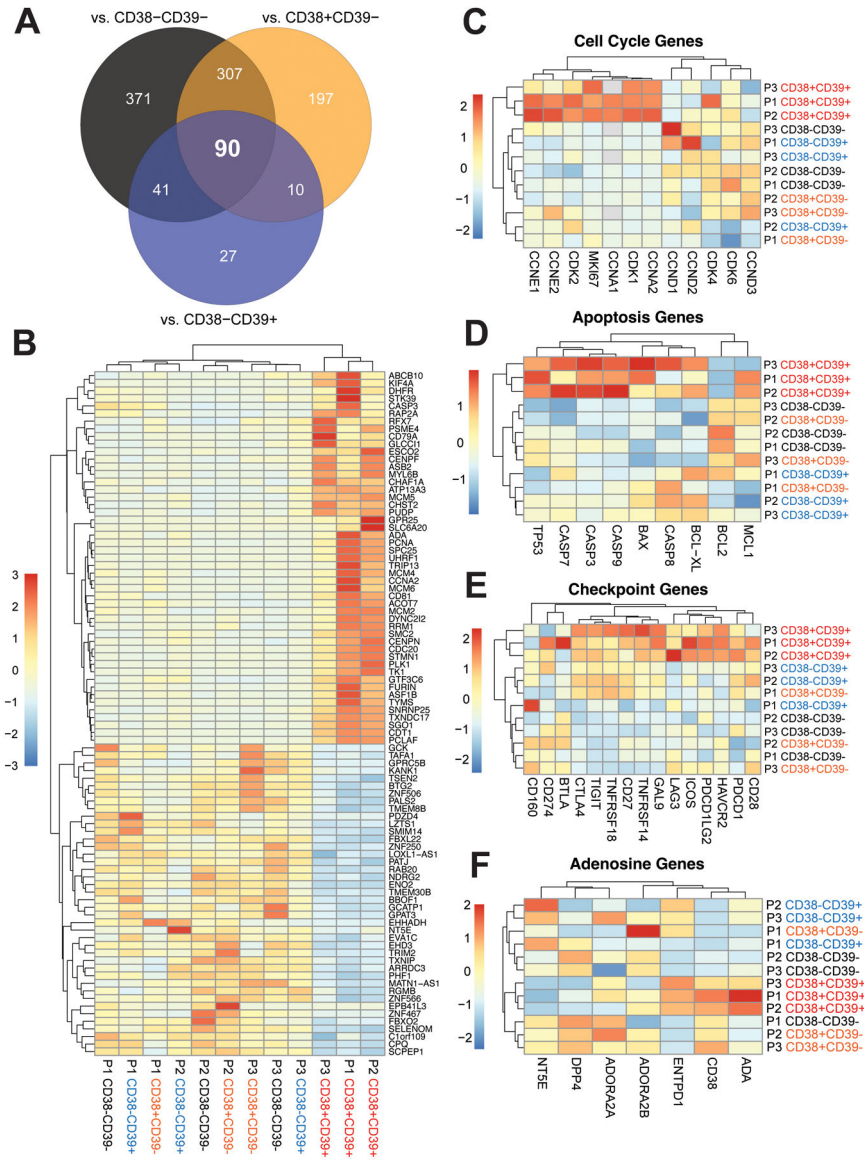 A
vs. CD38−CD39−
vs. CD38+CD39−
371
307
197
90
41
10
27
vs. CD38−CD39+
B
3
2
1
0
−1
−2
−3
ABCB10
KIF4A
DHFR
STK39
CASP3
RAP2A
RFX7
PSME4
CD79A
GLCCI1
ESCO2
CENPF
ASB2
MYL6B
CHAF1A
ATP13A3
MCM5
CHST2
PUDP
GPR25
SLC6A20
ADA
PCNA
SPC25
UHRF1
TRIP13
MCM4
CCNA2
MCM6
CD81
ACOT7
MCM2
DYNC2I2
RRM1
SMC2
CENPN
CDC20
STMN1
PLK1
TK1
GTF3C6
FURIN
ASF1B
TYMS
SNRNP25
TXNDC17
SGO1
CDT1
PCLAF
GCK
TAFA1
GPRC5B
KANK1
TSEN2
BTG2
ZNF506
PALS2
TMEM8B
PDZD4
LZTS1
SMIM14
FBXL22
ZNF250
LOXL1−AS1
PATJ
RAB20
NDRG2
ENO2
TMEM30B
BBOF1
GCATP1
GPAT3
EHHADH
NT5E
EVA1C
EHD3
TRIM2
TXNIP
ARRDC3
PHF1
MATN1−AS1
RGMB
ZNF566
EPB41L3
ZNF467
FBXO2
SELENOM
C1orf109
CPQ
SCPEP1
P1 CD38−CD39−
P1 CD38−CD39+
P1 CD38+CD39−
P2 CD38−CD39+
P2 CD38−CD39−
P2 CD38+CD39−
P3 CD38+CD39−
P3 CD38−CD39−
P3 CD38−CD39+
P3 CD38+CD39+
P1 CD38+CD39+
P2 CD38+CD39+
C
Cell Cycle Genes
2
1
0
−1
−2
P3 CD38+CD39+
P1 CD38+CD39+
P2 CD38+CD39+
P3 CD38-CD39-
P1 CD38-CD39+
P3 CD38-CD39+
P2 CD38-CD39-
P1 CD38-CD39-
P2 CD38+CD39-
P3 CD38+CD39-
P2 CD38-CD39+
P1 CD38+CD39-
CCNE1
CCNE2
CDK2
MKI67
CCNA1
CDK1
CCNA2
CCND1
CCND2
CDK4
CDK6
CCND3
D
Apoptosis Genes
2
1
0
−1
P3 CD38+CD39+
P1 CD38+CD39+
P2 CD38+CD39+
P3 CD38-CD39-
P2 CD38+CD39-
P2 CD38-CD39-
P1 CD38-CD39-
P3 CD38+CD39-
P1 CD38-CD39+
P1 CD38+CD39-
P2 CD38-CD39+
P3 CD38-CD39+
TP53
CASP7
CASP3
CASP9
BAX
CASP8
BCL-XL
BCL2
MCL1
E
Checkpoint Genes
2
1
0
−1
−2
P3 CD38+CD39+
P1 CD38+CD39+
P2 CD38+CD39+
P3 CD38-CD39+
P2 CD38-CD39+
P1 CD38+CD39-
P1 CD38-CD39+
P2 CD38-CD39-
P3 CD38-CD39-
P2 CD38+CD39-
P1 CD38-CD39-
P3 CD38+CD39-
CD160
CD274
BTLA
CTLA4
TIGIT
TNFRSF18
CD27
TNFRSF14
GAL9
LAG3
ICOS
PDCD1LG2
HAVCR2
PDCD1
CD28
F
Adenosine Genes
2
1
0
−1
−2
P2 CD38-CD39+
P3 CD38-CD39+
P1 CD38+CD39-
P1 CD38-CD39+
P2 CD38-CD39-
P3 CD38-CD39-
P3 CD38+CD39+
P1 CD38+CD39+
P2 CD38+CD39+
P1 CD38-CD39-
P2 CD38+CD39-
P3 CD38+CD39-
NT5E
DPP4
ADORA2A
ADORA2B
ENTPD1
CD38
ADA